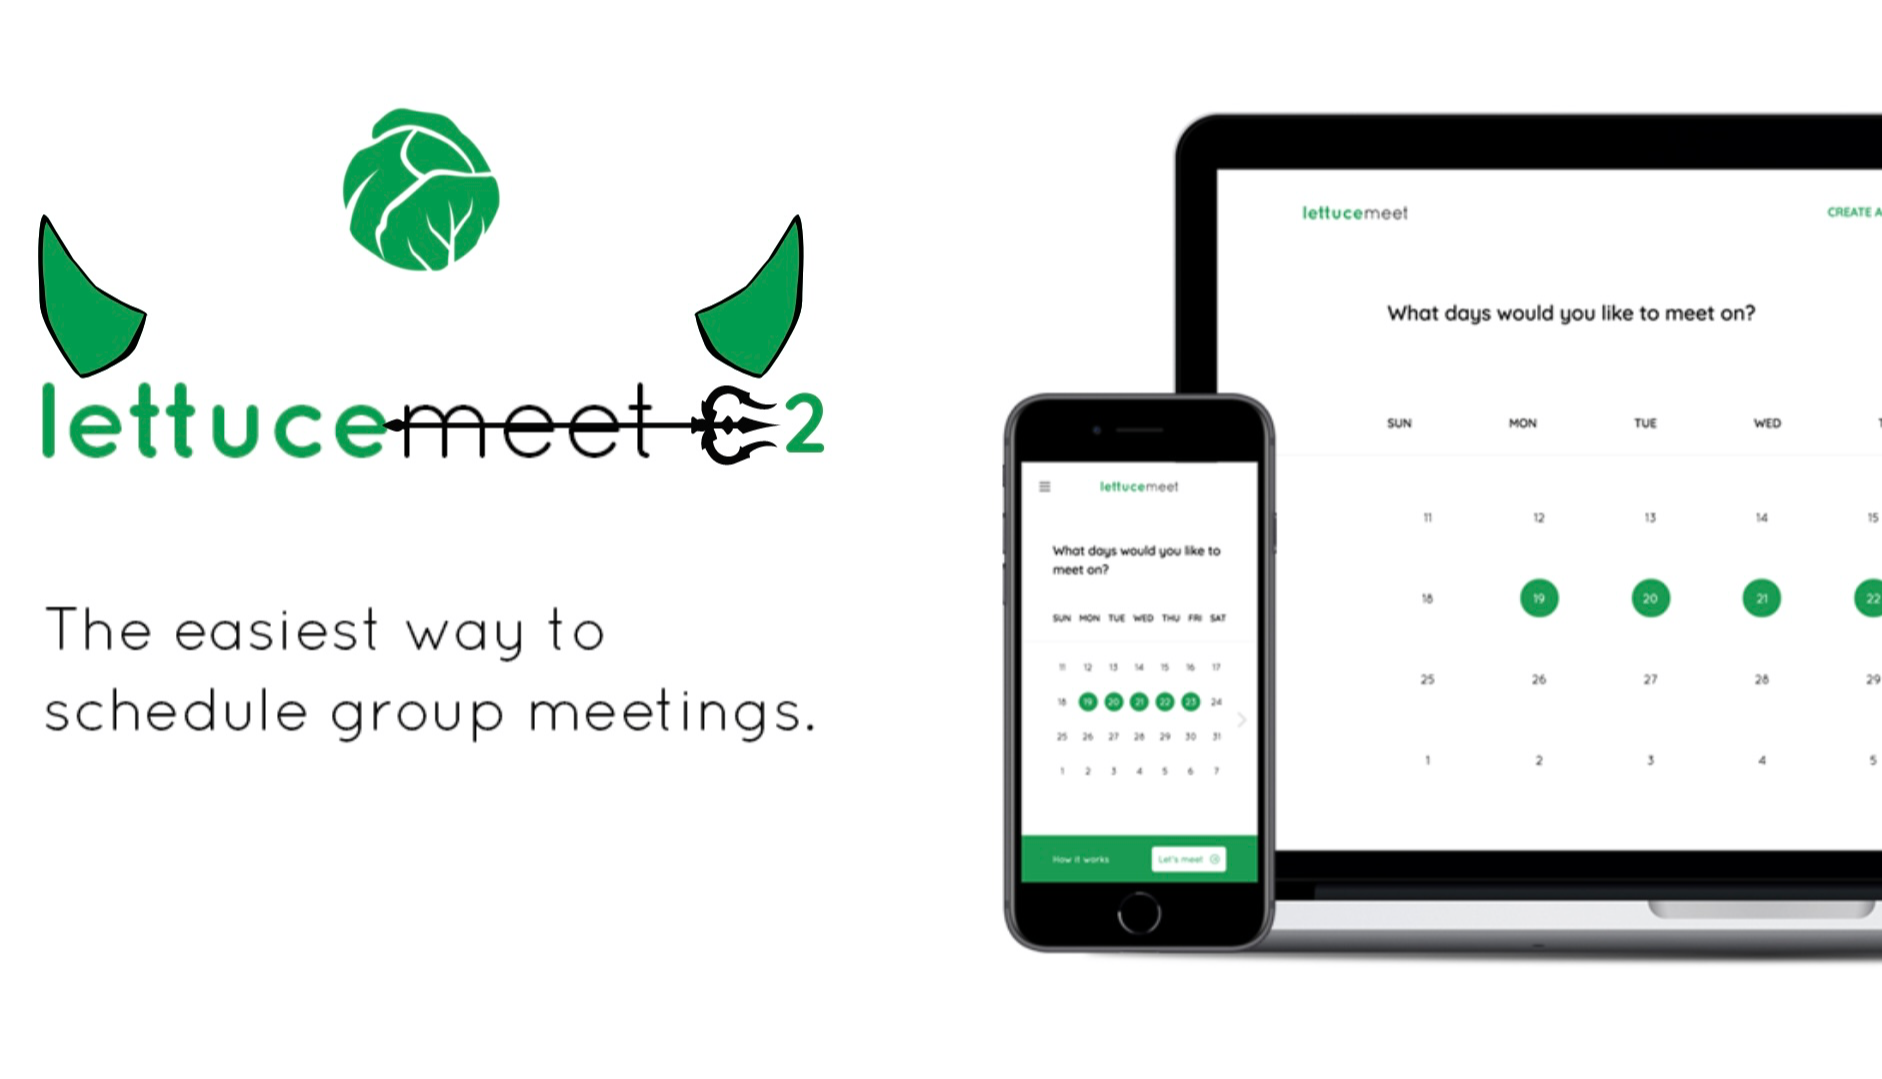 lettucemeet 2
The easiest way to
schedule group meetings.
lettucemeet
CREATE A
What days would you like to meet on?
SUN MON TUE WED T
11 12 13 14 15
18 19 20 21 22
25 26 27 28 29
1 2 3 4 5
lettucemeet
What days would you like to
meet on?
SUN MON TUE WED THU FRI SAT
11 12 13 14 15 16 17
18 19 20 21 22 23 24
25 26 27 28 29 30 31
1 2 3 4 5 6 7
How it works Let's meet